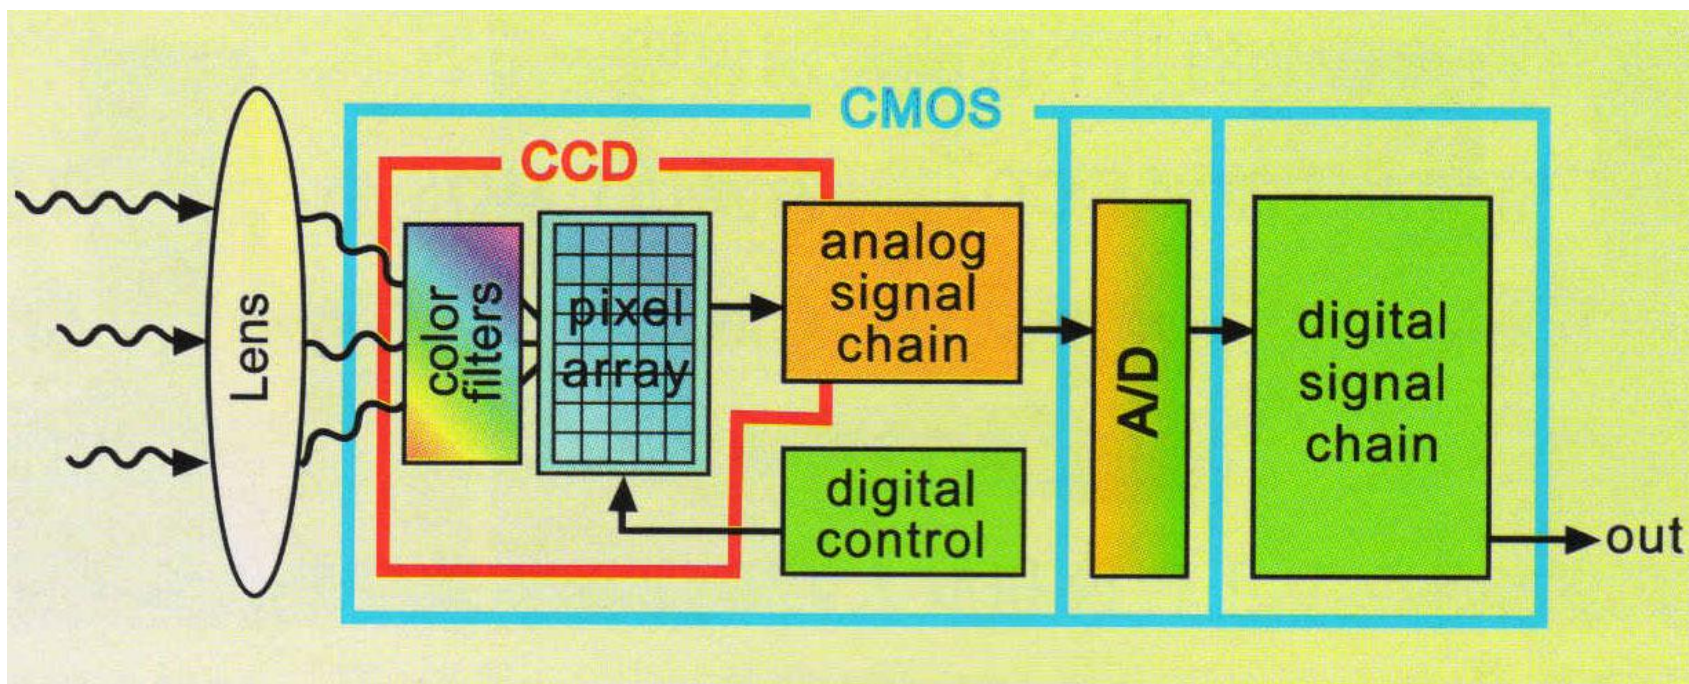 CMOS
CCD
Lens
color
filters
pixel
array
analog
signal
chain
digital
control
A/D
digital
signal
chain
out